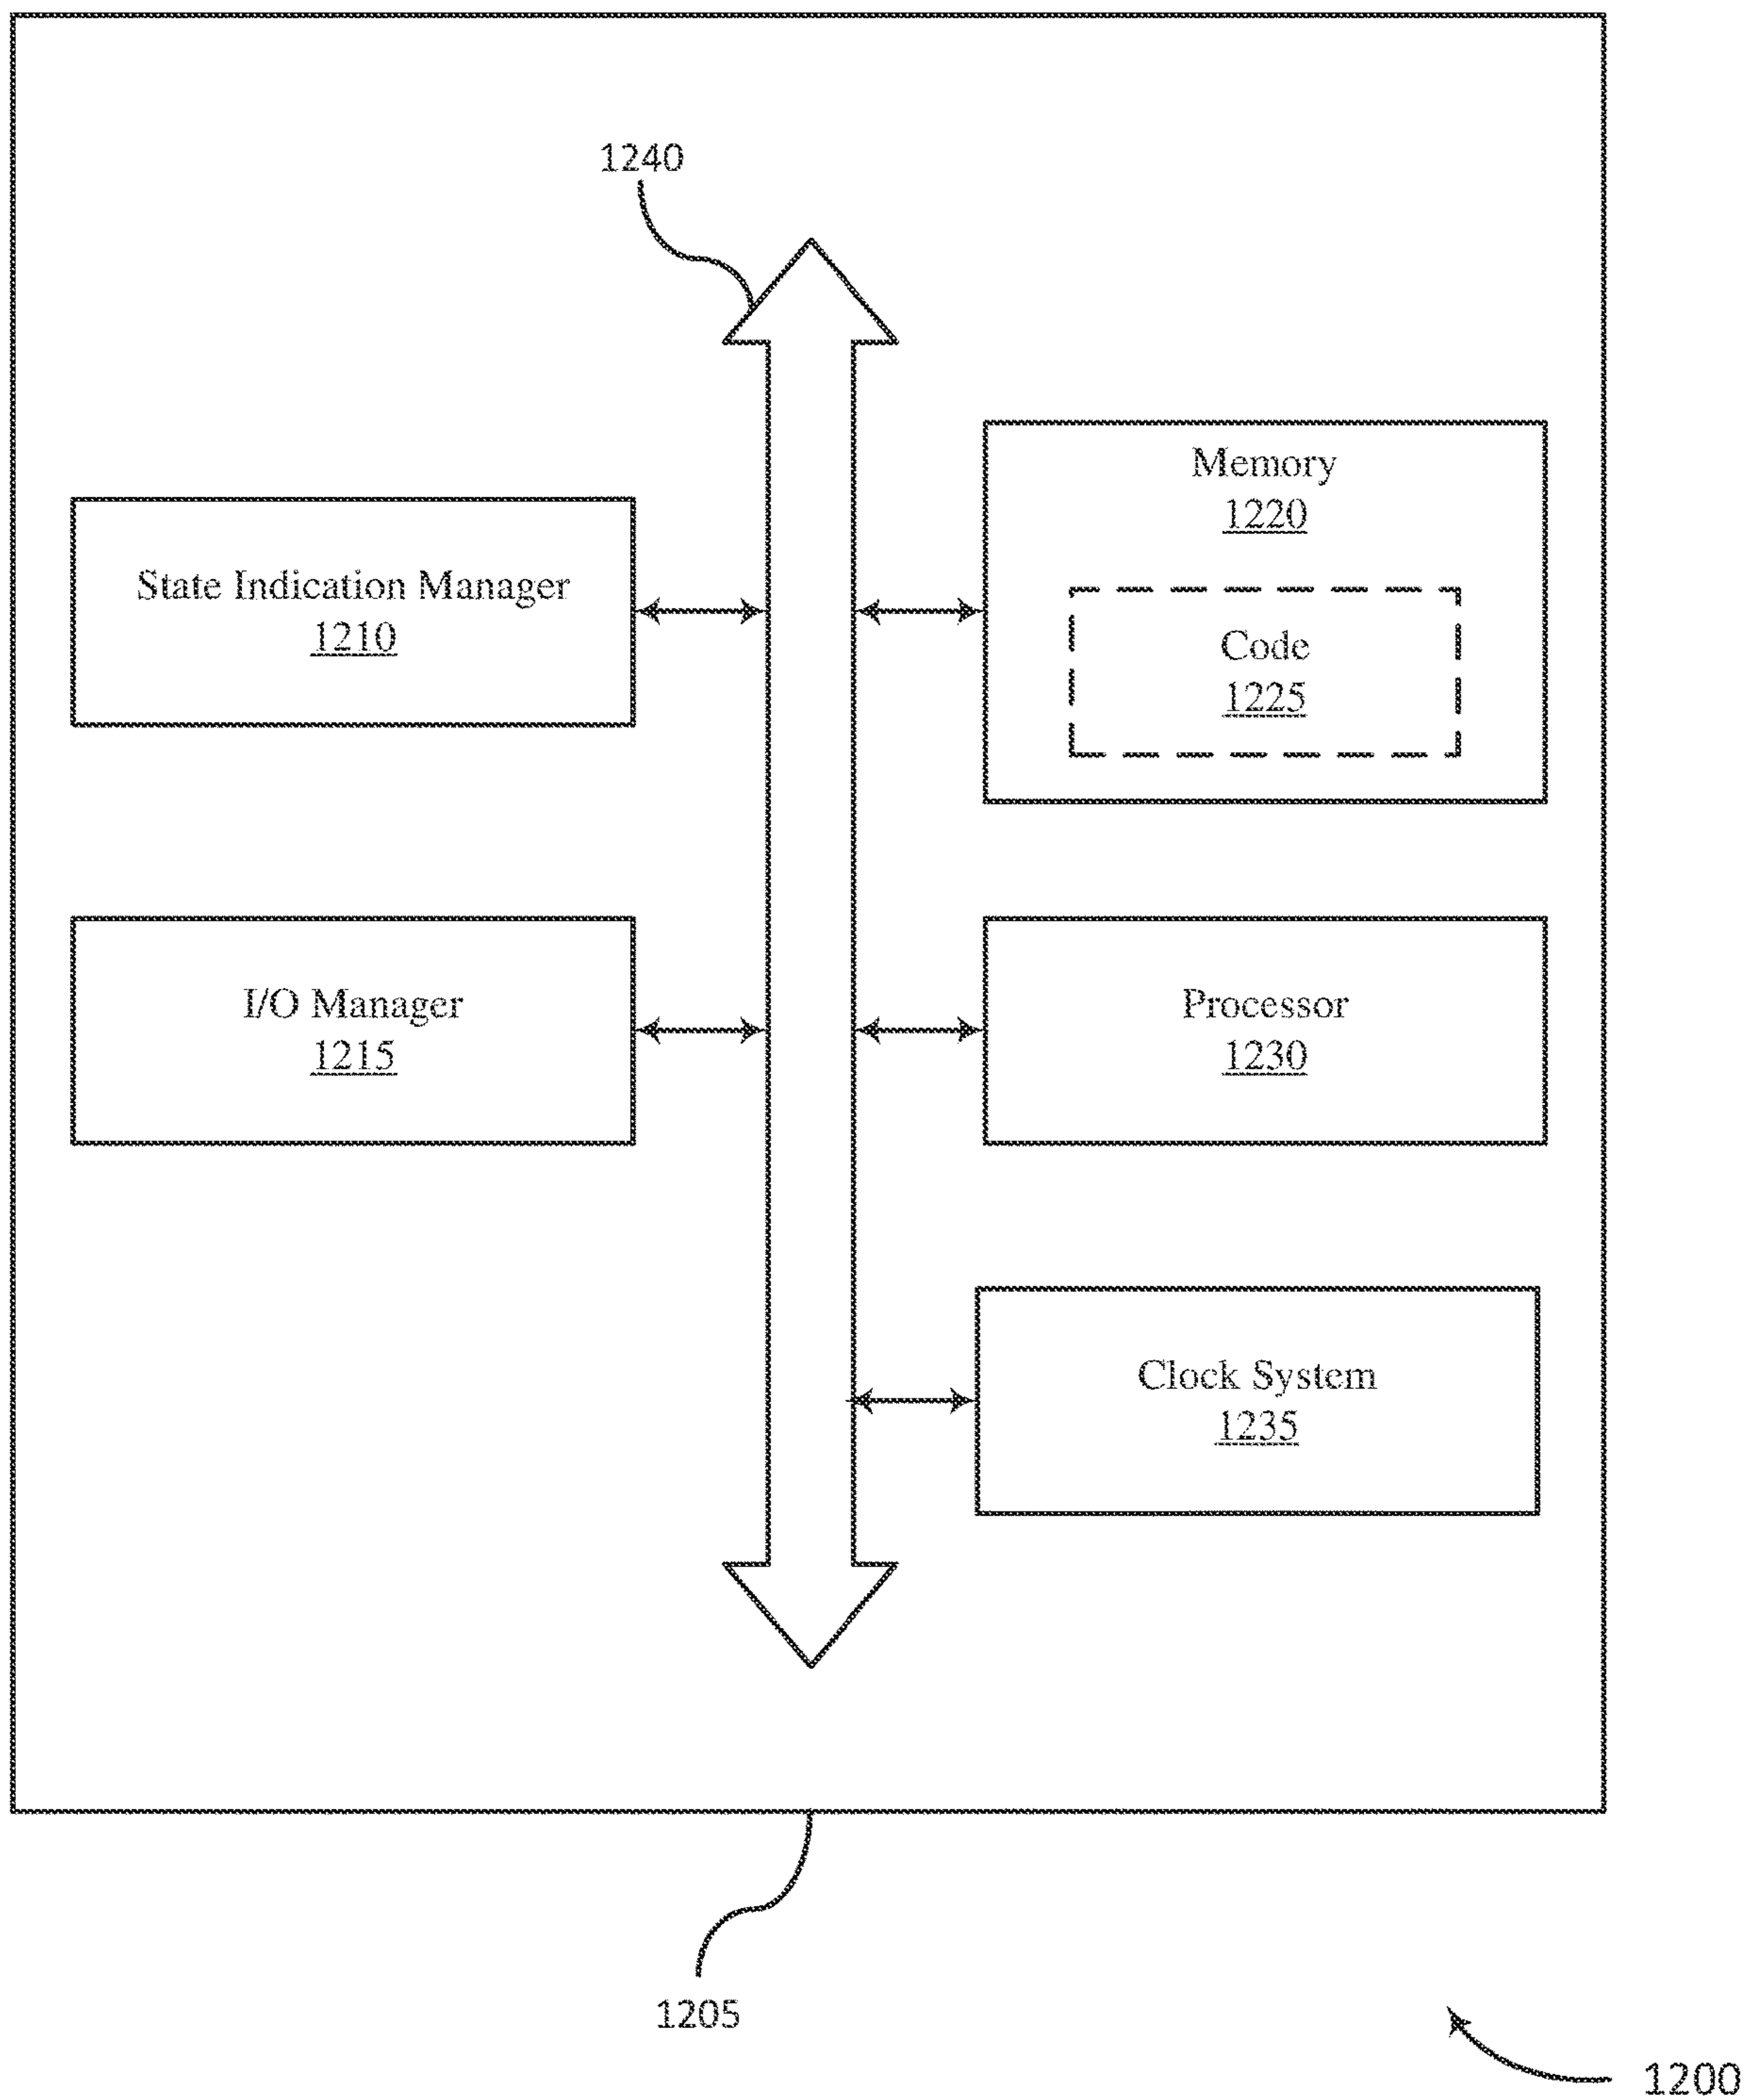 1240
Memory
1220
State Indication Manager
1210
Code
1225
I/O Manager
1215
Processor
1230
Clock System
1235
1205
1200